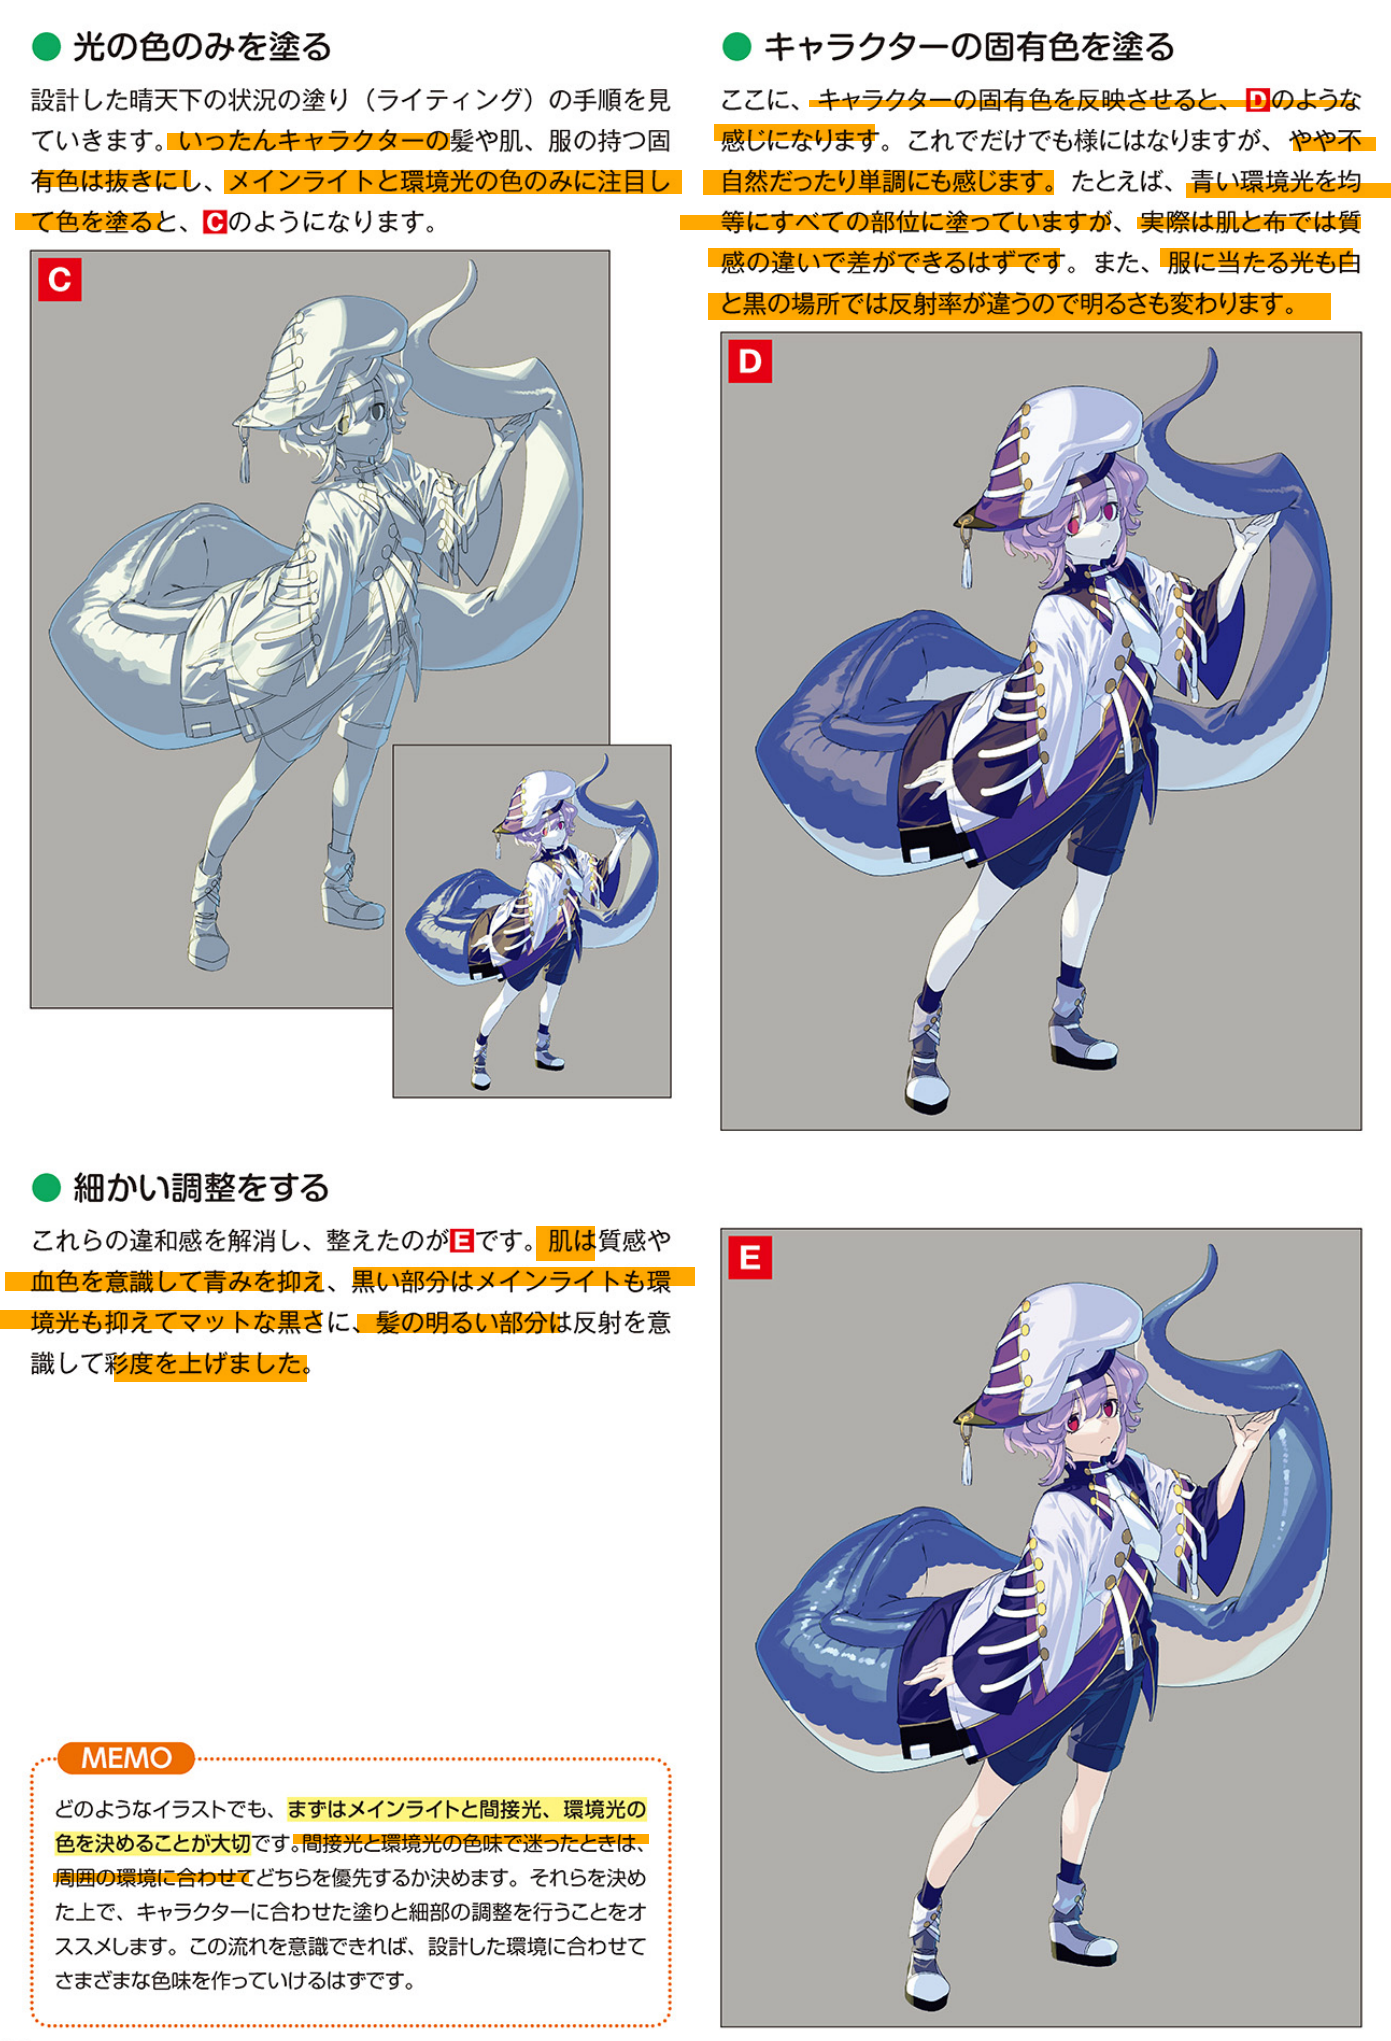 ● 光の色のみを塗る
設計した晴天下の状況の塗り（ライティング）の手順を見
ていきます。いったんキャラクターの髪や肌、服の持つ固
有色は抜きにし、メインライトと環境光の色のみに注目し
て色を塗ると、Cのようになります。
C
● キャラクターの固有色を塗る
ここに、キャラクターの固有色を反映させると、Dのような
感じになります。これでだけでも様にはなりますが、やや不
自然だったり単調にも感じます。たとえば、青い環境光を均
等にすべての部位に塗っていますが、実際は肌と布では質
感の違いで差ができるはずです。また、服に当たる光も白
と黒の場所では反射率が違うので明るさも変わります。
D
● 細かい調整をする
これらの違和感を解消し、整えたのがEです。肌は質感や
血色を意識して青みを抑え、黒い部分はメインライトも環
境光も抑えてマットな黒さに、髪の明るい部分は反射を意
識して彩度を上げました。
E
MEMO
どのようなイラストでも、まずはメインライトと間接光、環境光の
色を決めることが大切です。間接光と環境光の色味で迷ったときは、
周囲の環境に合わせてどちらを優先するか決めます。それらを決め
た上で、キャラクターに合わせた塗りと細部の調整を行うことをオ
ススメします。この流れを意識できれば、設計した環境に合わせて
さまざまな色味を作っていけるはずです。